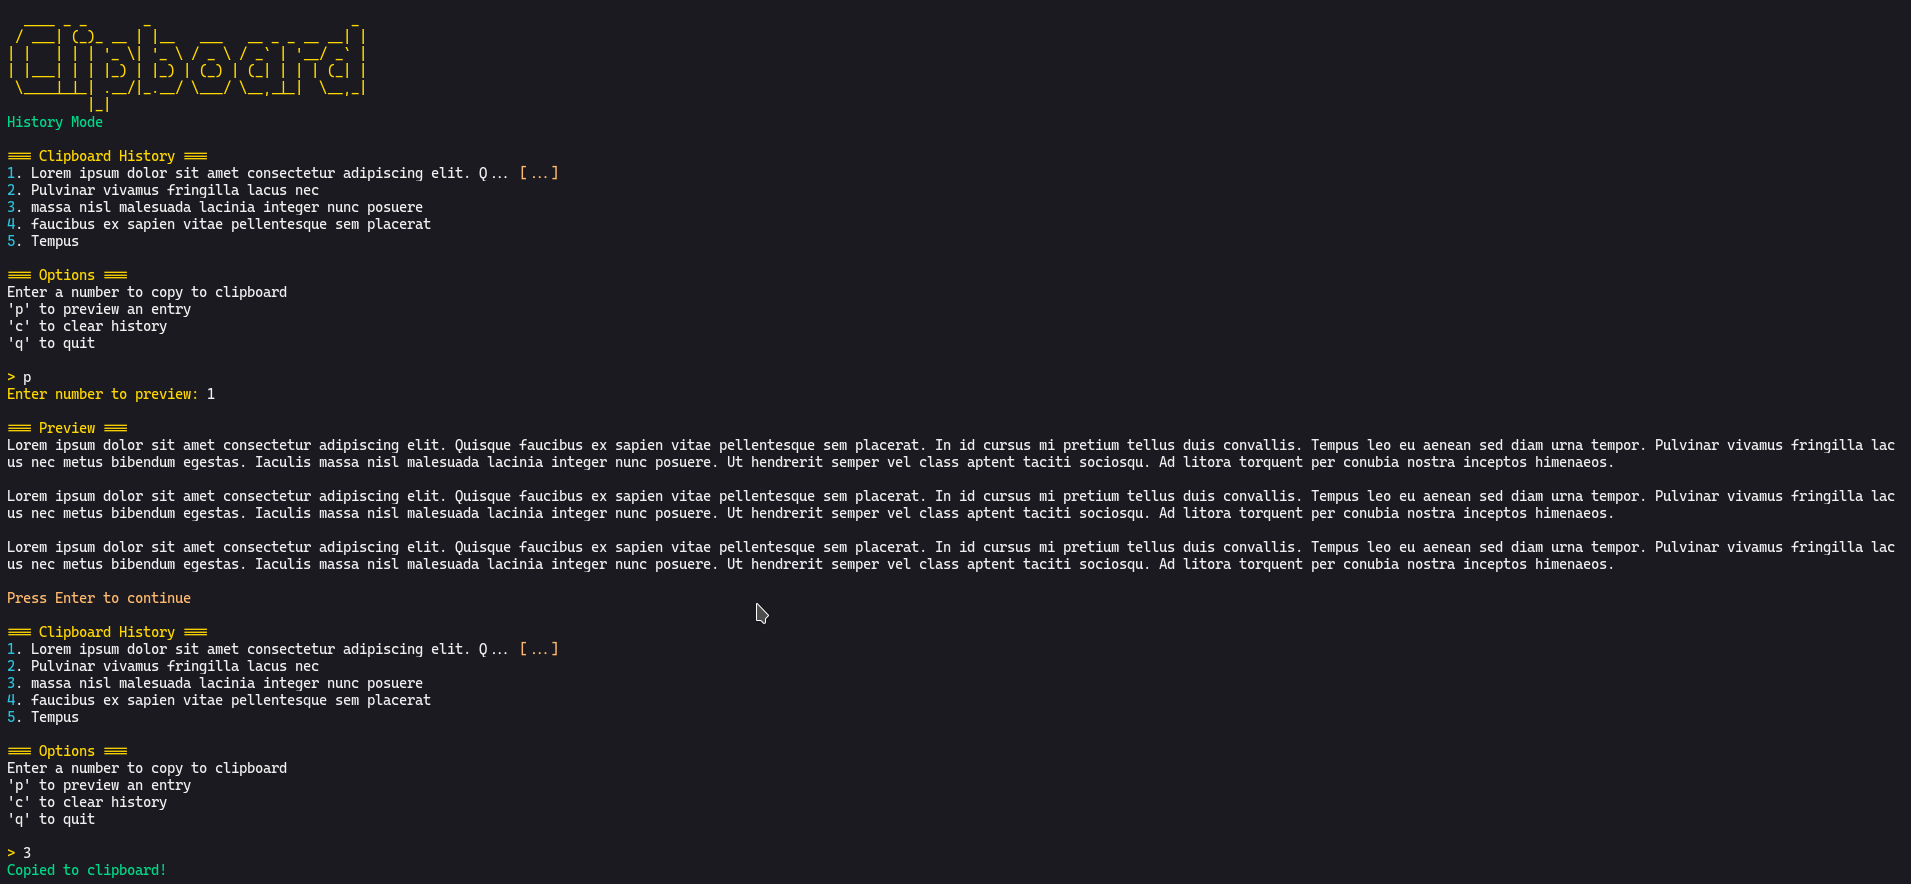 Clipboard
History Mode
=== Clipboard History ===
1. Lorem ipsum dolor sit amet consectetur adipiscing elit. Q... [...]
2. Pulvinar vivamus fringilla lacus nec
3. massa nisl malesuada lacinia integer nunc posuere
4. faucibus ex sapien vitae pellentesque sem placerat
5. Tempus
=== Options ===
Enter a number to copy to clipboard
'p' to preview an entry
'c' to clear history
'q' to quit
> p
Enter number to preview: 1
=== Preview ===
Lorem ipsum dolor sit amet consectetur adipiscing elit. Quisque faucibus ex sapien vitae pellentesque sem placerat. In id cursus mi pretium tellus duis convallis. Tempus leo eu aenean sed diam urna tempor. Pulvinar vivamus fringilla lac
us nec metus bibendum egestas. Iaculis massa nisl malesuada lacinia integer nunc posuere. Ut hendrerit semper vel class aptent taciti sociosqu. Ad litora torquent per conubia nostra inceptos himenaeos.
Lorem ipsum dolor sit amet consectetur adipiscing elit. Quisque faucibus ex sapien vitae pellentesque sem placerat. In id cursus mi pretium tellus duis convallis. Tempus leo eu aenean sed diam urna tempor. Pulvinar vivamus fringilla lac
us nec metus bibendum egestas. Iaculis massa nisl malesuada lacinia integer nunc posuere. Ut hendrerit semper vel class aptent taciti sociosqu. Ad litora torquent per conubia nostra inceptos himenaeos.
Lorem ipsum dolor sit amet consectetur adipiscing elit. Quisque faucibus ex sapien vitae pellentesque sem placerat. In id cursus mi pretium tellus duis convallis. Tempus leo eu aenean sed diam urna tempor. Pulvinar vivamus fringilla lac
us nec metus bibendum egestas. Iaculis massa nisl malesuada lacinia integer nunc posuere. Ut hendrerit semper vel class aptent taciti sociosqu. Ad litora torquent per conubia nostra inceptos himenaeos.
Press Enter to continue
=== Clipboard History ===
1. Lorem ipsum dolor sit amet consectetur adipiscing elit. Q... [...]
2. Pulvinar vivamus fringilla lacus nec
3. massa nisl malesuada lacinia integer nunc posuere
4. faucibus ex sapien vitae pellentesque sem placerat
5. Tempus
=== Options ===
Enter a number to copy to clipboard
'p' to preview an entry
'c' to clear history
'q' to quit
> 3
Copied to clipboard!